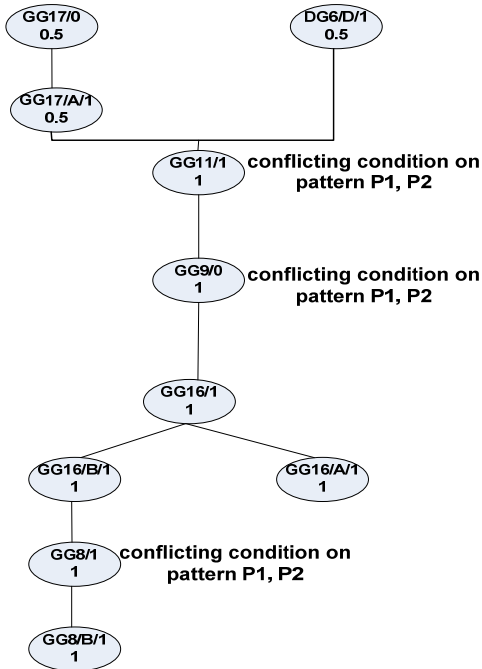 GG17/0
0.5
DG6/D/1
0.5
GG17/A/1
0.5
GG11/1
1
conflicting condition on
pattern P1, P2
GG9/0
1
conflicting condition on
pattern P1, P2
GG16/1
1
GG16/B/1
1
GG16/A/1
1
GG8/1
1
conflicting condition on
pattern P1, P2
GG8/B/1
1